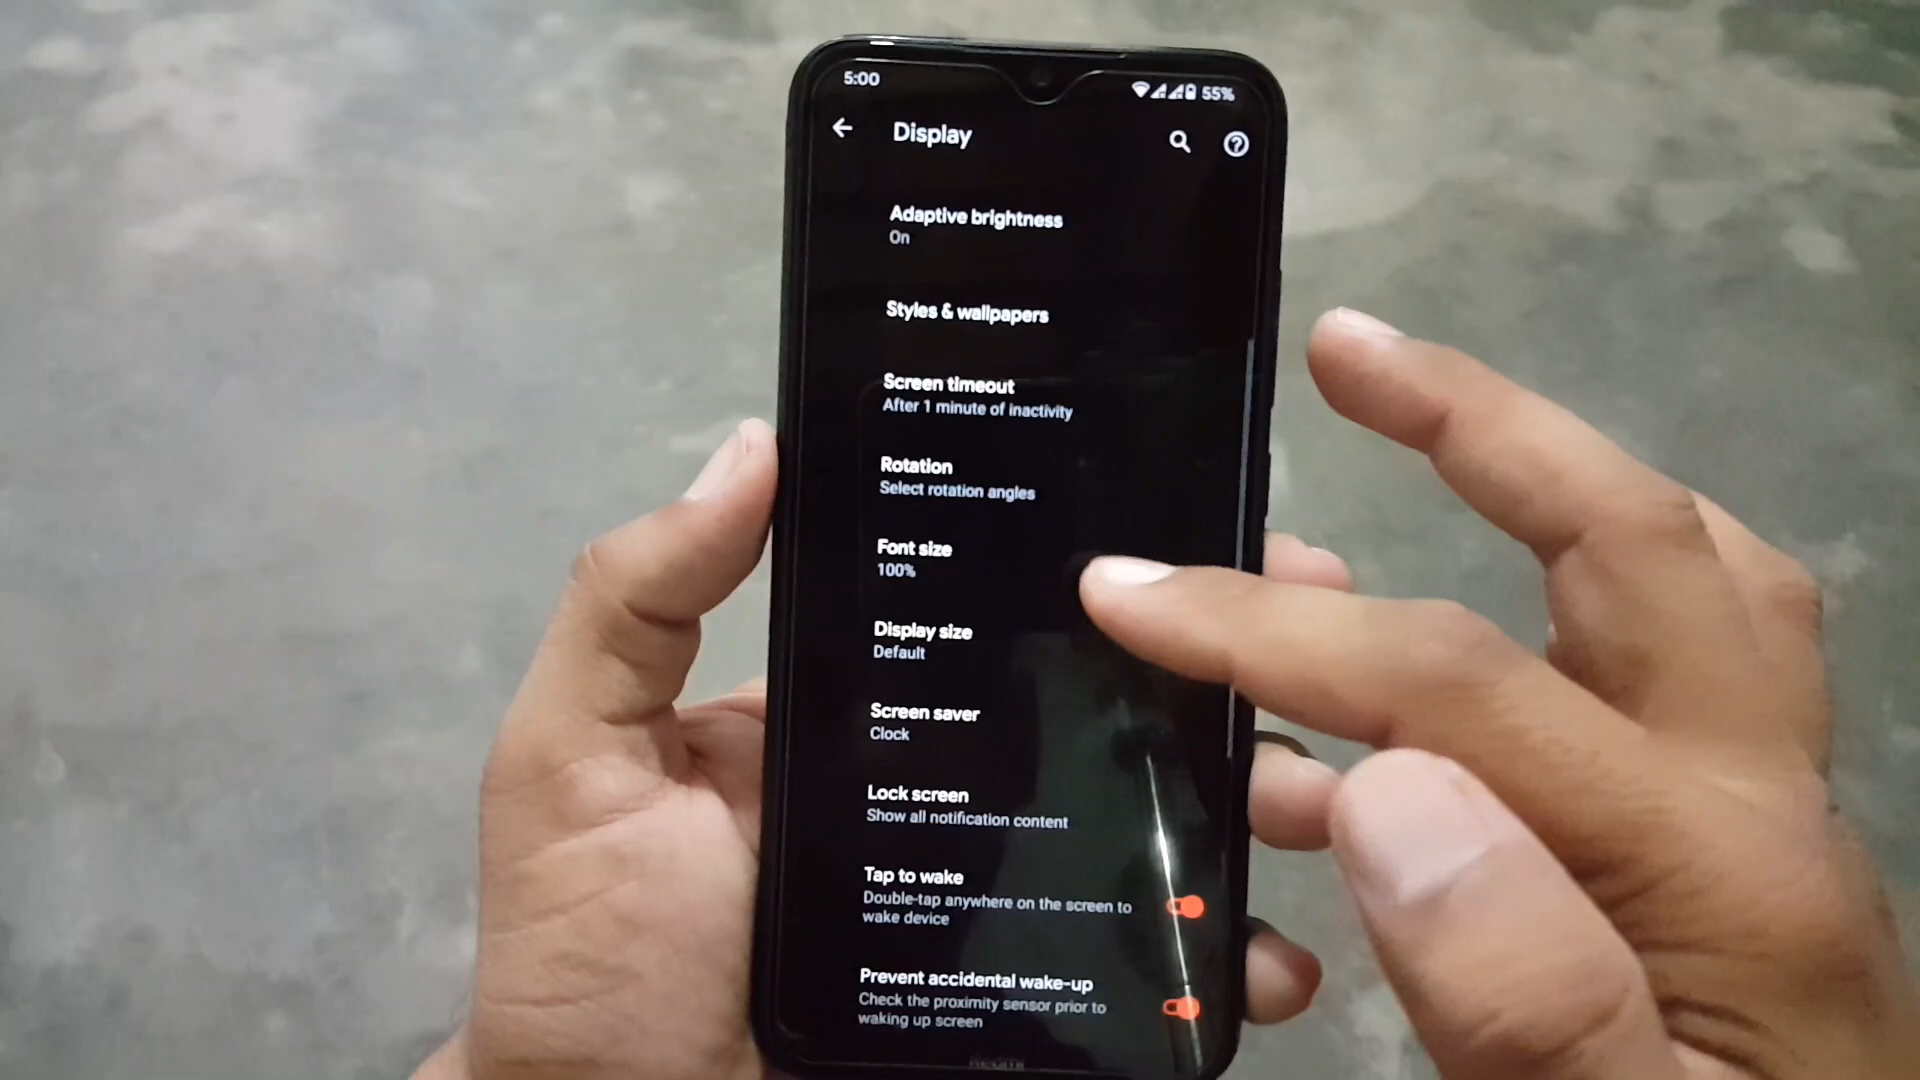 5:00
55%
Display
Adaptive brightness
On
Styles & wallpapers
Screen timeout
After 1 minute of inactivity
Rotation
Select rotation angles
Font size
100%
Display size
Default
Screen saver
Clock
Lock screen
Show all notification content
Tap to wake
Double-tap anywhere on the screen to
wake device
Prevent accidental wake-up
Check the proximity sensor prior to
waking up screen
Redmi